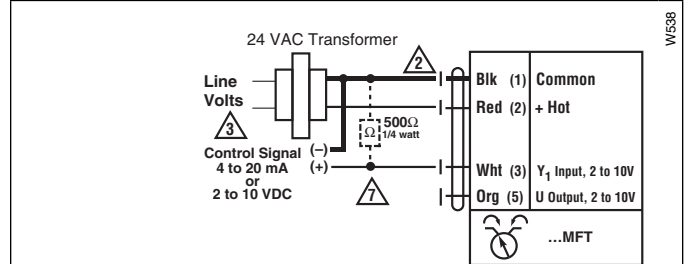 W538
24 VAC Transformer
Line
Volts
3
2
Blk (1) Common
Red (2) + Hot
Ω 500Ω
1/4 watt
Control Signal (–)
4 to 20 mA (+)
or
2 to 10 VDC
7
Wht (3) Y1 Input, 2 to 10V
Org (5) U Output, 2 to 10V
...MFT